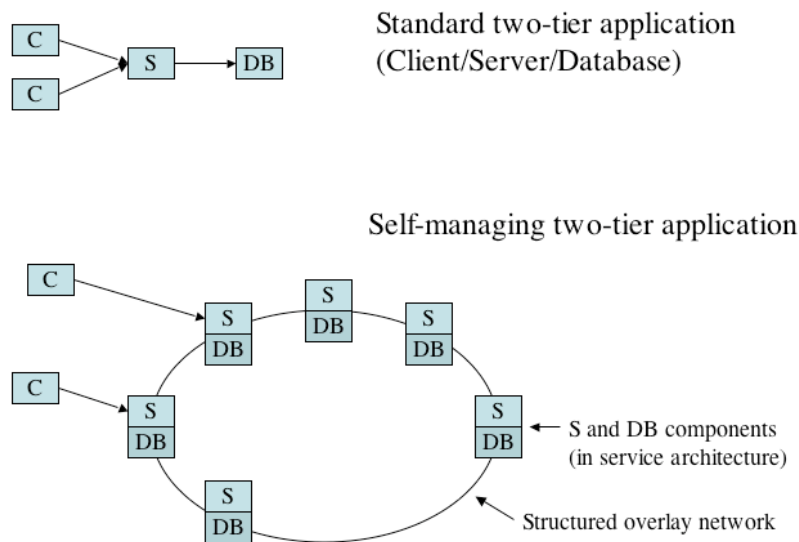 Standard two-tier application
(Client/Server/Database)
C
C
S
DB
Self-managing two-tier application
C
C
S
DB
S
DB
S
DB
S
DB
S
DB
S
DB
S and DB components
(in service architecture)
Structured overlay network